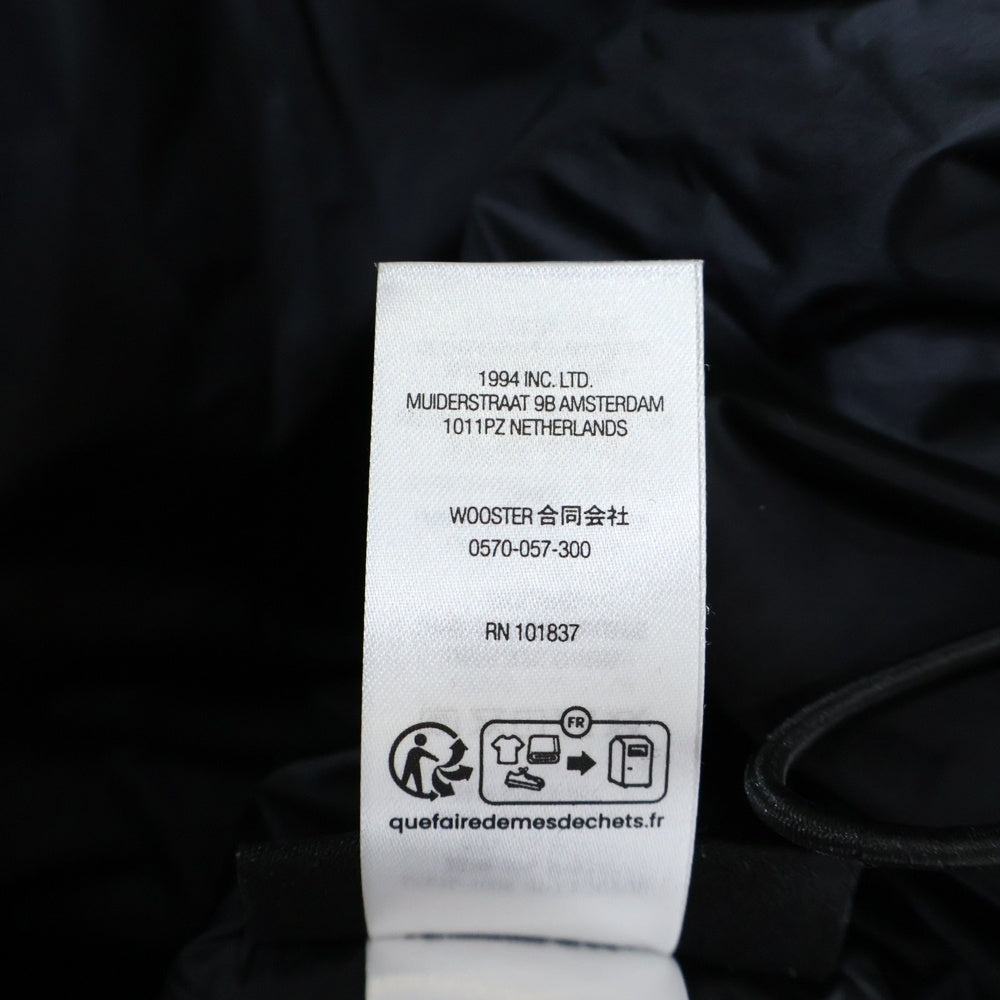 1994 INC. LTD.
MUIDERSTRAAT 9B AMSTERDAM
1011PZ NETHERLANDS
WOOSTER 合同会社
0570-057-300
RN 101837
FR
quefairedemesdechets.fr